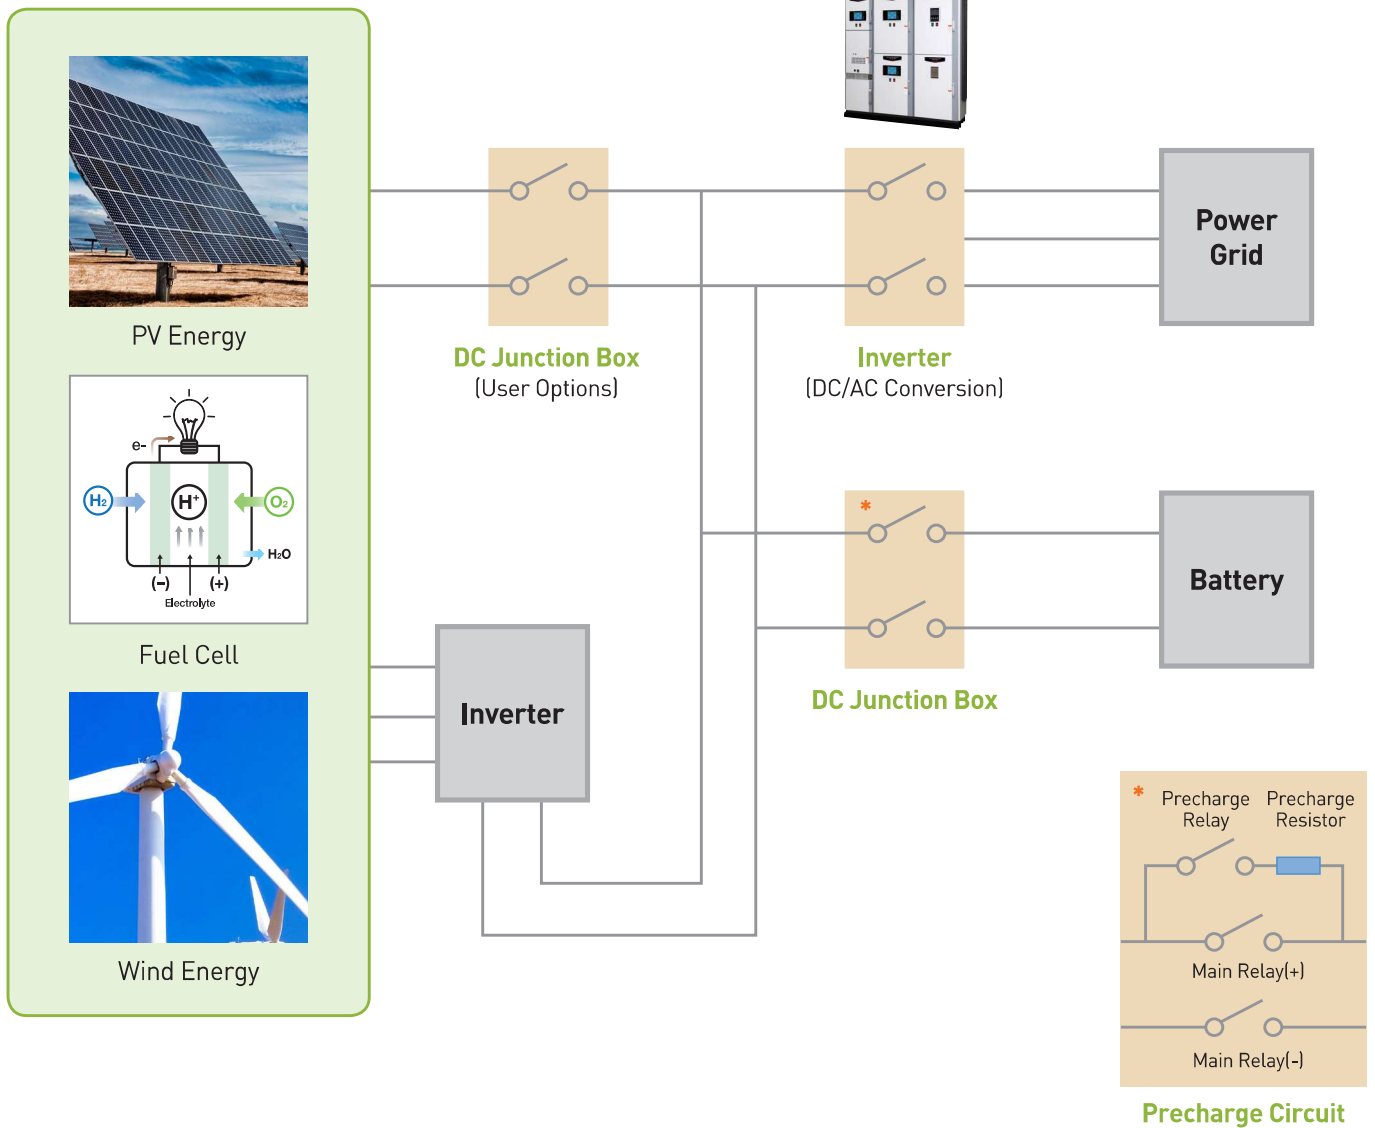 PV Energy
e-
H₂
H⁺
O₂
H₂O
(−)
(+)
Electrolyte
Fuel Cell
Wind Energy
DC Junction Box
(User Options)
Inverter
(DC/AC Conversion)
Power
Grid
*
Battery
DC Junction Box
Inverter
*
Precharge
Relay
Precharge
Resistor
Main Relay(+)
Main Relay(-)
Precharge Circuit